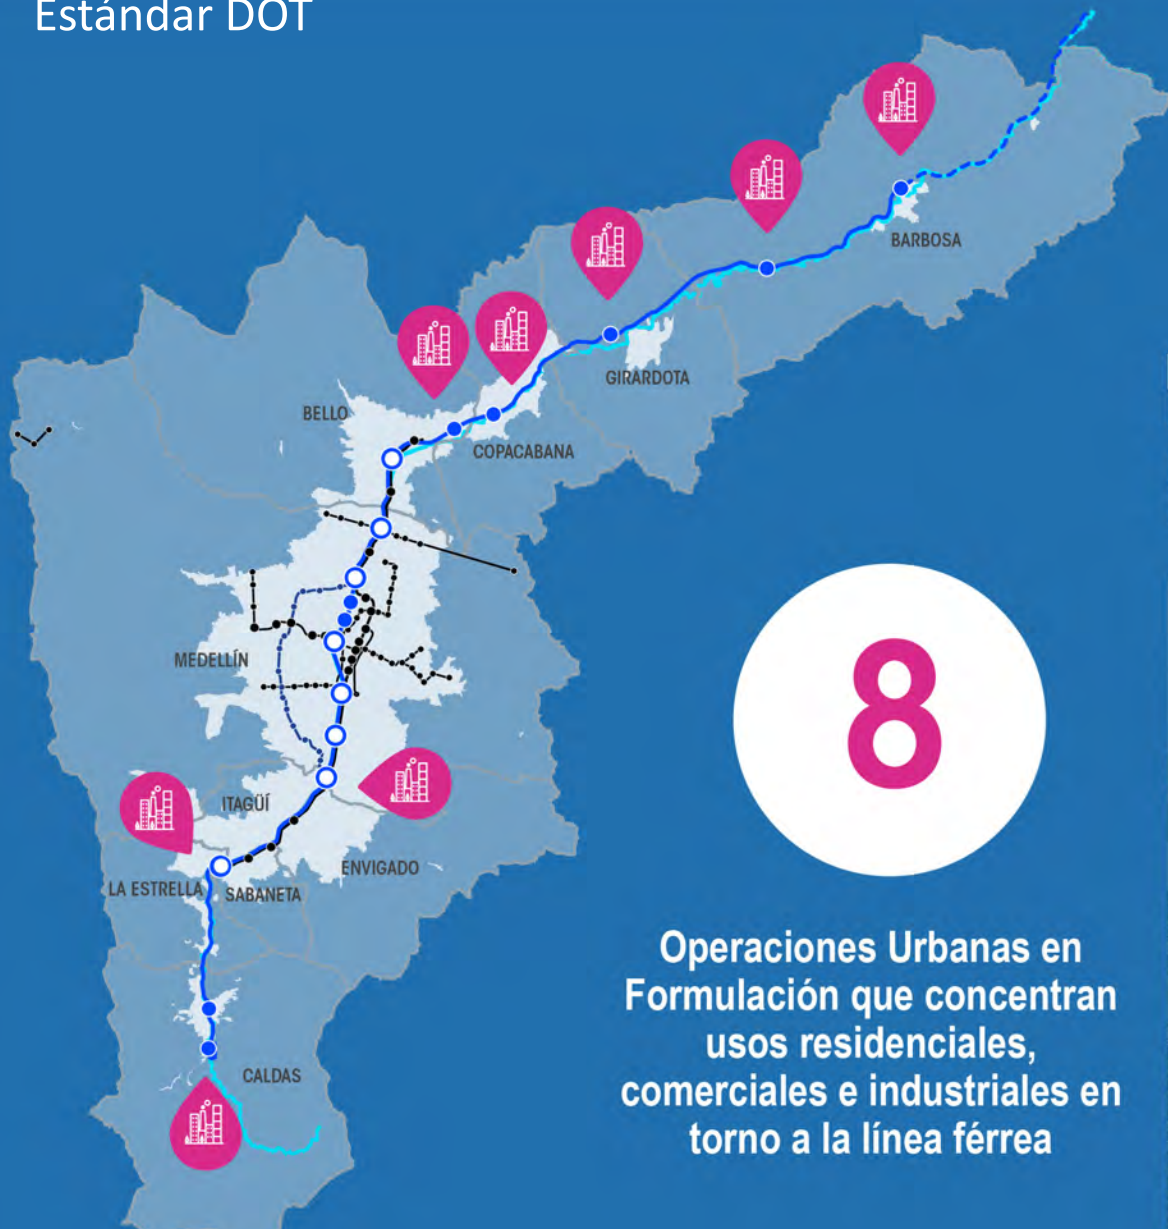 Estándar DOT
BARBOSA
GIRARDOTA
BELLO
COPACABANA
MEDELLÍN
ITAGÜÍ
ENVIGADO
LA ESTRELLA
SABANETA
CALDAS
8
Operaciones Urbanas en
Formulación que concentran
usos residenciales,
comerciales e industriales en
torno a la línea férrea